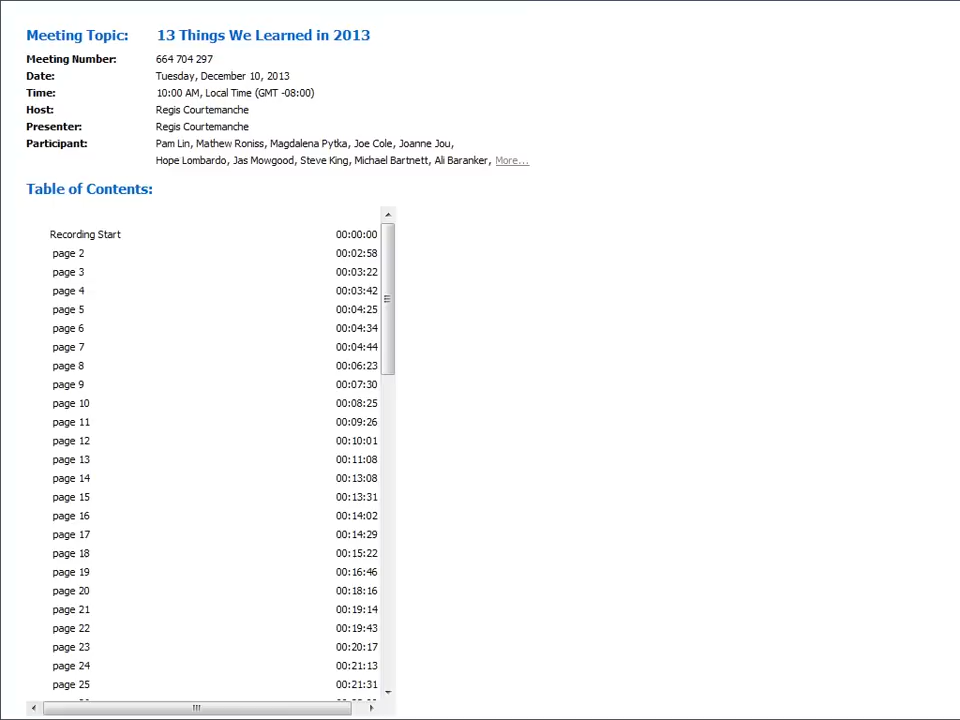 Meeting Topic: 13 Things We Learned in 2013
Meeting Number: 664 704 297
Date: Tuesday, December 10, 2013
Time: 10:00 AM, Local Time (GMT -08:00)
Host: Regis Courtemanche
Presenter: Regis Courtemanche
Participant: Pam Lin, Mathew Roniss, Magdalena Pytka, Joe Cole, Joanne Jou,
Hope Lombardo, Jas Mowgood, Steve King, Michael Bartnett, Ali Baranker, More...
Table of Contents:
Recording Start 00:00:00
page 2 00:02:58
page 3 00:03:22
page 4 00:03:42
page 5 00:04:25
page 6 00:04:34
page 7 00:04:44
page 8 00:06:23
page 9 00:07:30
page 10 00:08:25
page 11 00:09:26
page 12 00:10:01
page 13 00:11:08
page 14 00:13:08
page 15 00:13:31
page 16 00:14:02
page 17 00:14:29
page 18 00:15:22
page 19 00:16:46
page 20 00:18:16
page 21 00:19:14
page 22 00:19:43
page 23 00:20:17
page 24 00:21:13
page 25 00:21:31